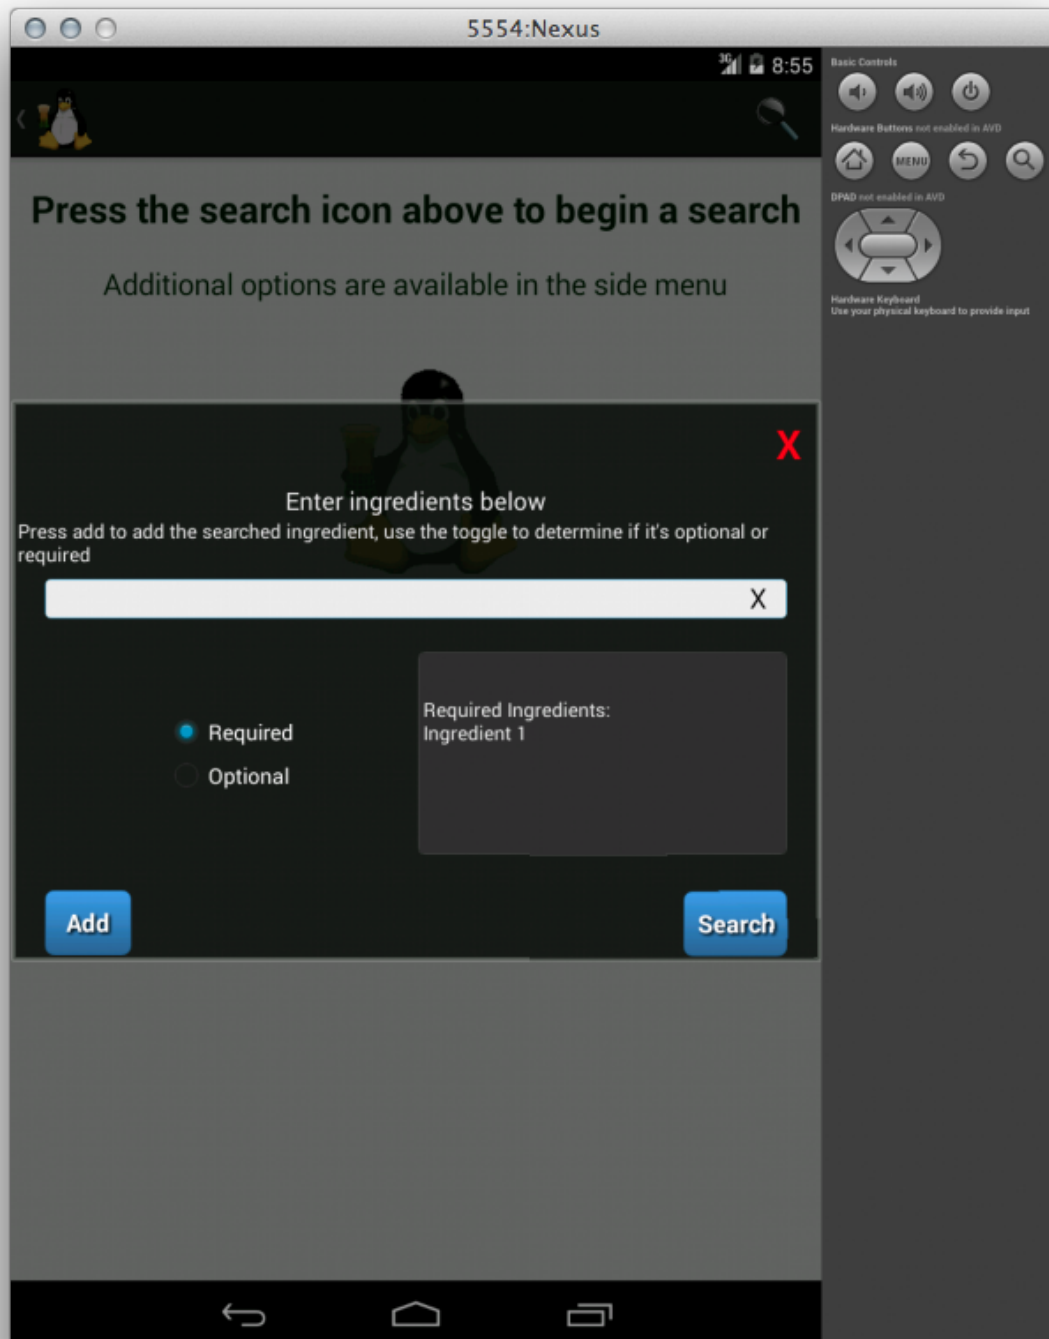 5554:Nexus
3G 8:55
Basic Controls
Hardware Buttons not enabled in AVD
MENU
DPAD not enabled in AVD
Hardware Keyboard
Use your physical keyboard to provide input
Press the search icon above to begin a search
Additional options are available in the side menu
X
Enter ingredients below
Press add to add the searched ingredient, use the toggle to determine if it's optional or
required
X
Required
Optional
Required Ingredients:
Ingredient 1
Add
Search